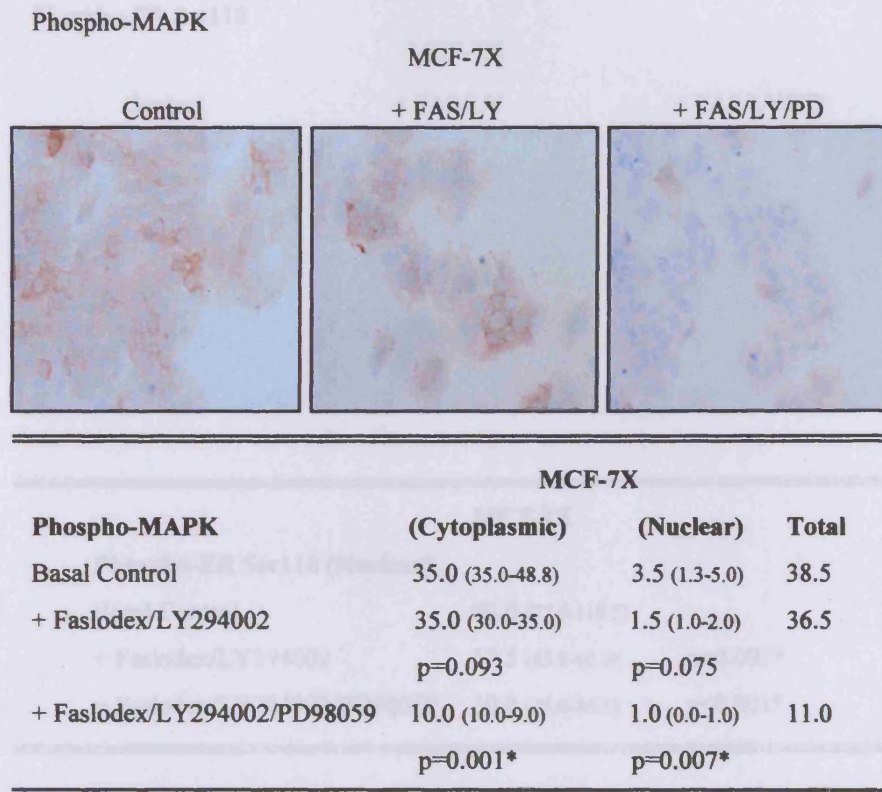 Phospho-MAPK
MCF-7X
Control + FAS/LY + FAS/LY/PD
MCF-7X
Phospho-MAPK (Cytoplasmic) (Nuclear) Total
Basal Control 35.0 (35.0-48.8) 3.5 (1.3-5.0) 38.5
+ Faslodex/LY294002 35.0 (30.0-35.0) 1.5 (1.0-2.0) 36.5
p=0.093 p=0.075
+ Faslodex/LY294002/PD98059 10.0 (10.0-9.0) 1.0 (0.0-1.0) 11.0
p=0.001* p=0.007*